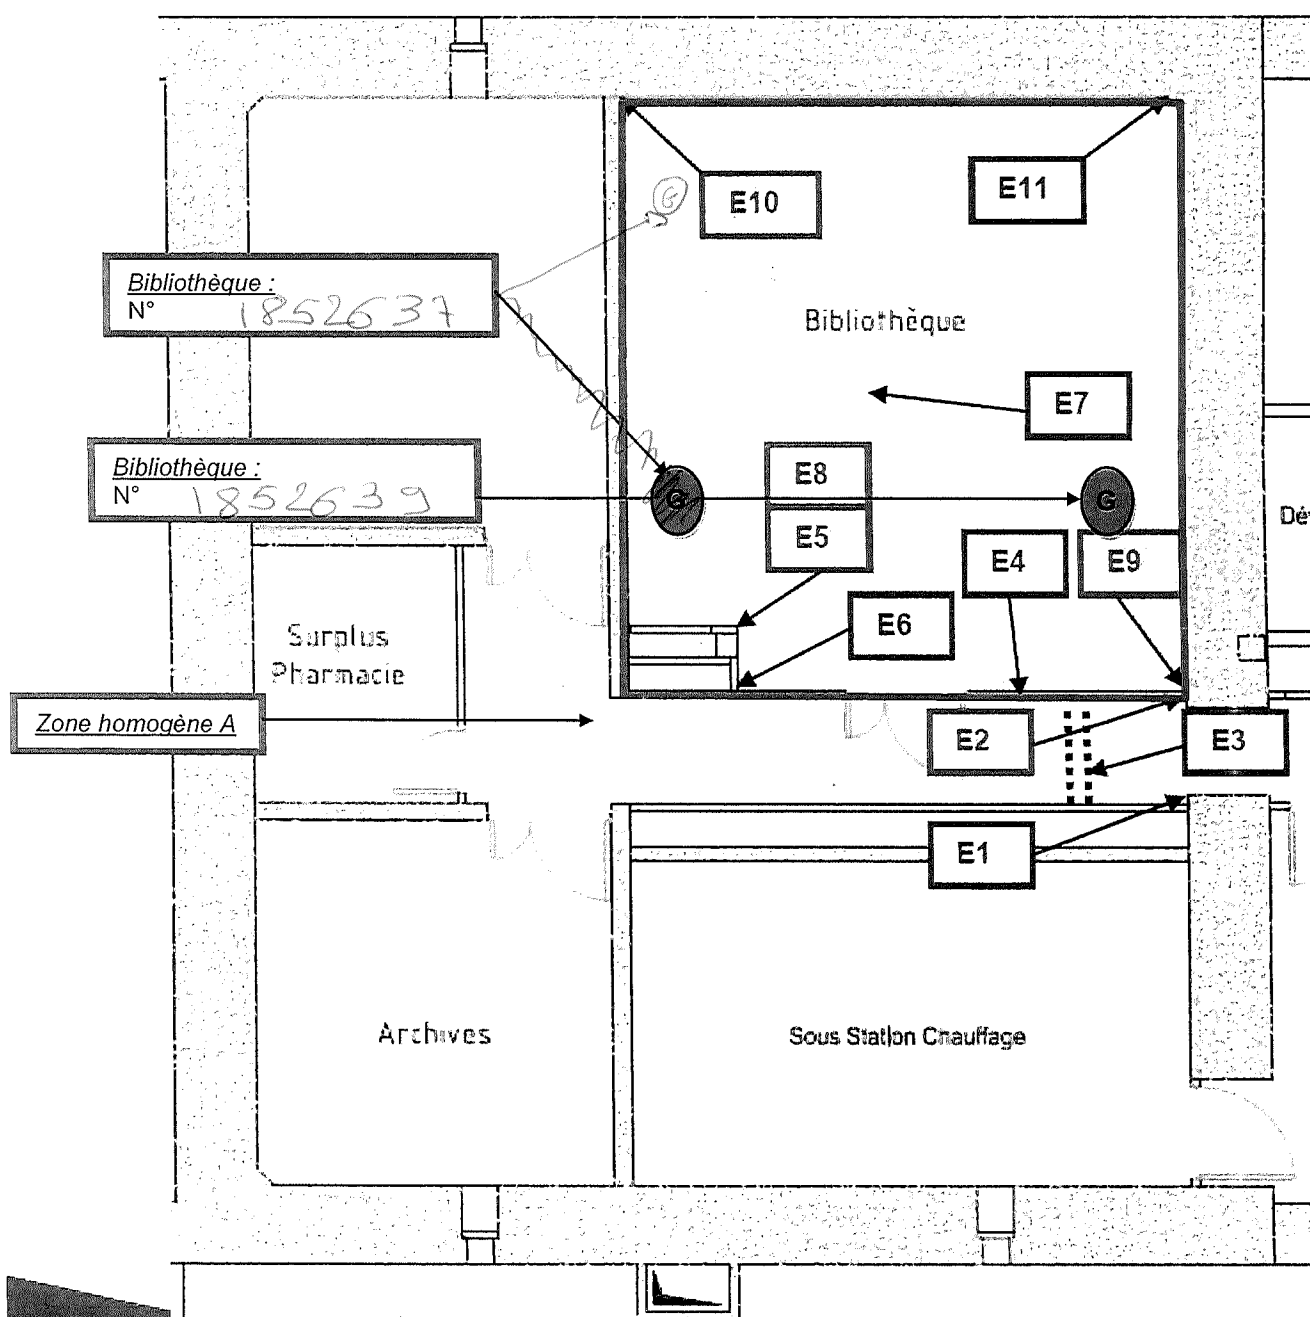 E10
E11
G
Bibliothèque :
N° 1852637
Bibliothèque
E7
Bibliothèque :
N° 1852639
E8
G
G
E5
E4
E9
Dé
E6
Surplus
Pharmacie
Zone homogène A
E2
E3
E1
Archives
Sous Station Chauffage